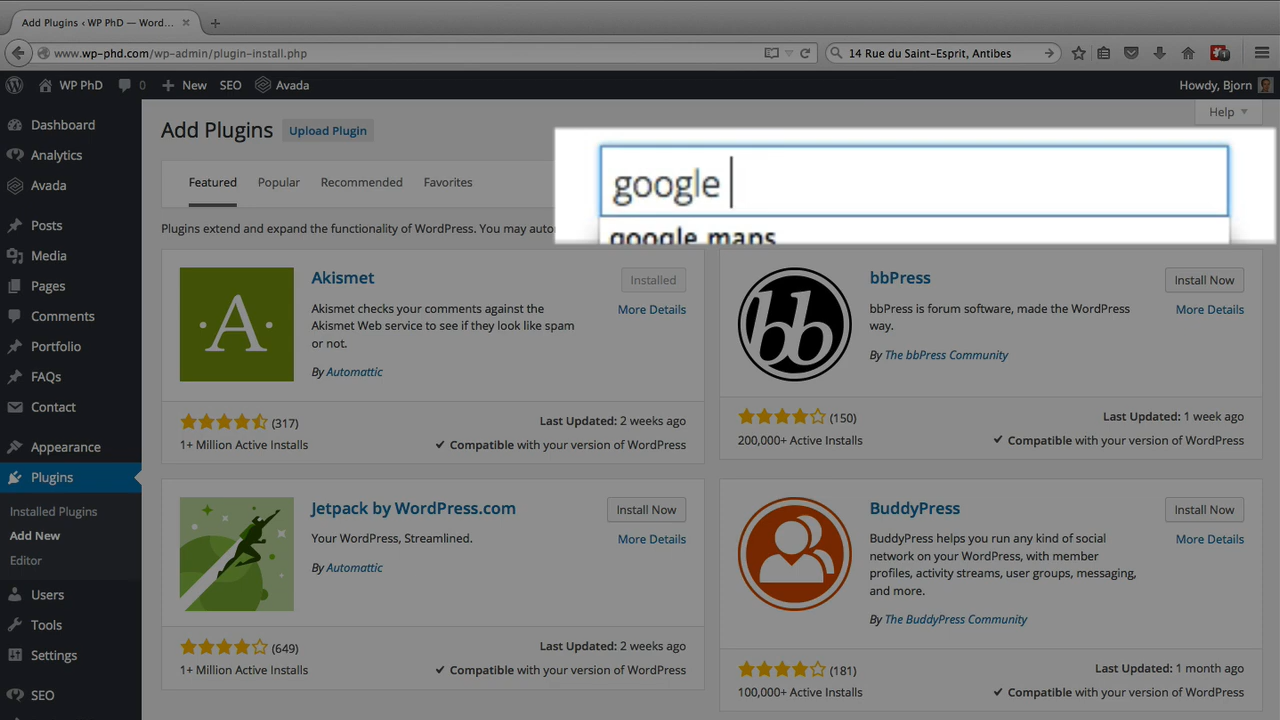 Add Plugins ‹ WP PhD — Word...
www.wp-phd.com/wp-admin/plugin-install.php
14 Rue du Saint-Esprit, Antibes
1
WP PhD
0
New
SEO
Avada
Howdy, Bjorn
Dashboard
Analytics
Avada
Posts
Media
Pages
Comments
Portfolio
FAQs
Contact
Appearance
Plugins
Installed Plugins
Add New
Editor
Users
Tools
Settings
SEO
Help
Add Plugins
Upload Plugin
Featured
Popular
Recommended
Favorites
google
google maps
Plugins extend and expand the functionality of WordPress. You may
A
Akismet
Installed
Akismet checks your comments against the
Akismet Web service to see if they look like spam
or not.
More Details
By Automattic
(317)
Last Updated: 2 weeks ago
1+ Million Active Installs
Compatible with your version of WordPress
bb
bbPress
Install Now
bbPress is forum software, made the WordPress
way.
More Details
By The bbPress Community
(150)
Last Updated: 1 week ago
200,000+ Active Installs
Compatible with your version of WordPress
Jetpack by WordPress.com
Install Now
Your WordPress, Streamlined.
More Details
By Automattic
(649)
Last Updated: 2 weeks ago
1+ Million Active Installs
Compatible with your version of WordPress
BuddyPress
Install Now
BuddyPress helps you run any kind of social
network on your WordPress, with member
profiles, activity streams, user groups, messaging,
and more.
More Details
By The BuddyPress Community
(181)
Last Updated: 1 month ago
100,000+ Active Installs
Compatible with your version of WordPress